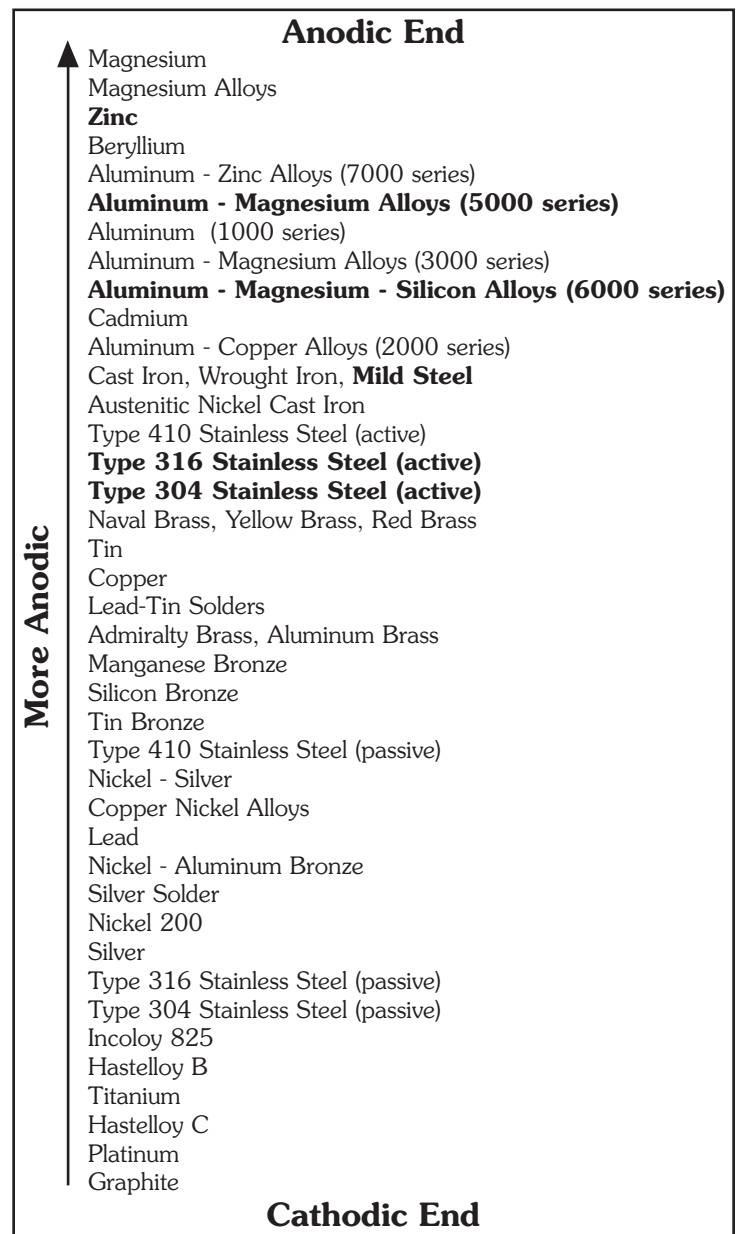 Anodic End
Magnesium
Magnesium Alloys
Zinc
Beryllium
Aluminum - Zinc Alloys (7000 series)
Aluminum - Magnesium Alloys (5000 series)
Aluminum (1000 series)
Aluminum - Magnesium Alloys (3000 series)
Aluminum - Magnesium - Silicon Alloys (6000 series)
Cadmium
Aluminum - Copper Alloys (2000 series)
Cast Iron, Wrought Iron, Mild Steel
Austenitic Nickel Cast Iron
Type 410 Stainless Steel (active)
Type 316 Stainless Steel (active)
Type 304 Stainless Steel (active)
Naval Brass, Yellow Brass, Red Brass
Tin
Copper
Lead-Tin Solders
Admiralty Brass, Aluminum Brass
Manganese Bronze
Silicon Bronze
Tin Bronze
Type 410 Stainless Steel (passive)
Nickel - Silver
Copper Nickel Alloys
Lead
Nickel - Aluminum Bronze
Silver Solder
Nickel 200
Silver
Type 316 Stainless Steel (passive)
Type 304 Stainless Steel (passive)
Incoloy 825
Hastelloy B
Titanium
Hastelloy C
Platinum
Graphite
Cathodic End
More Anodic